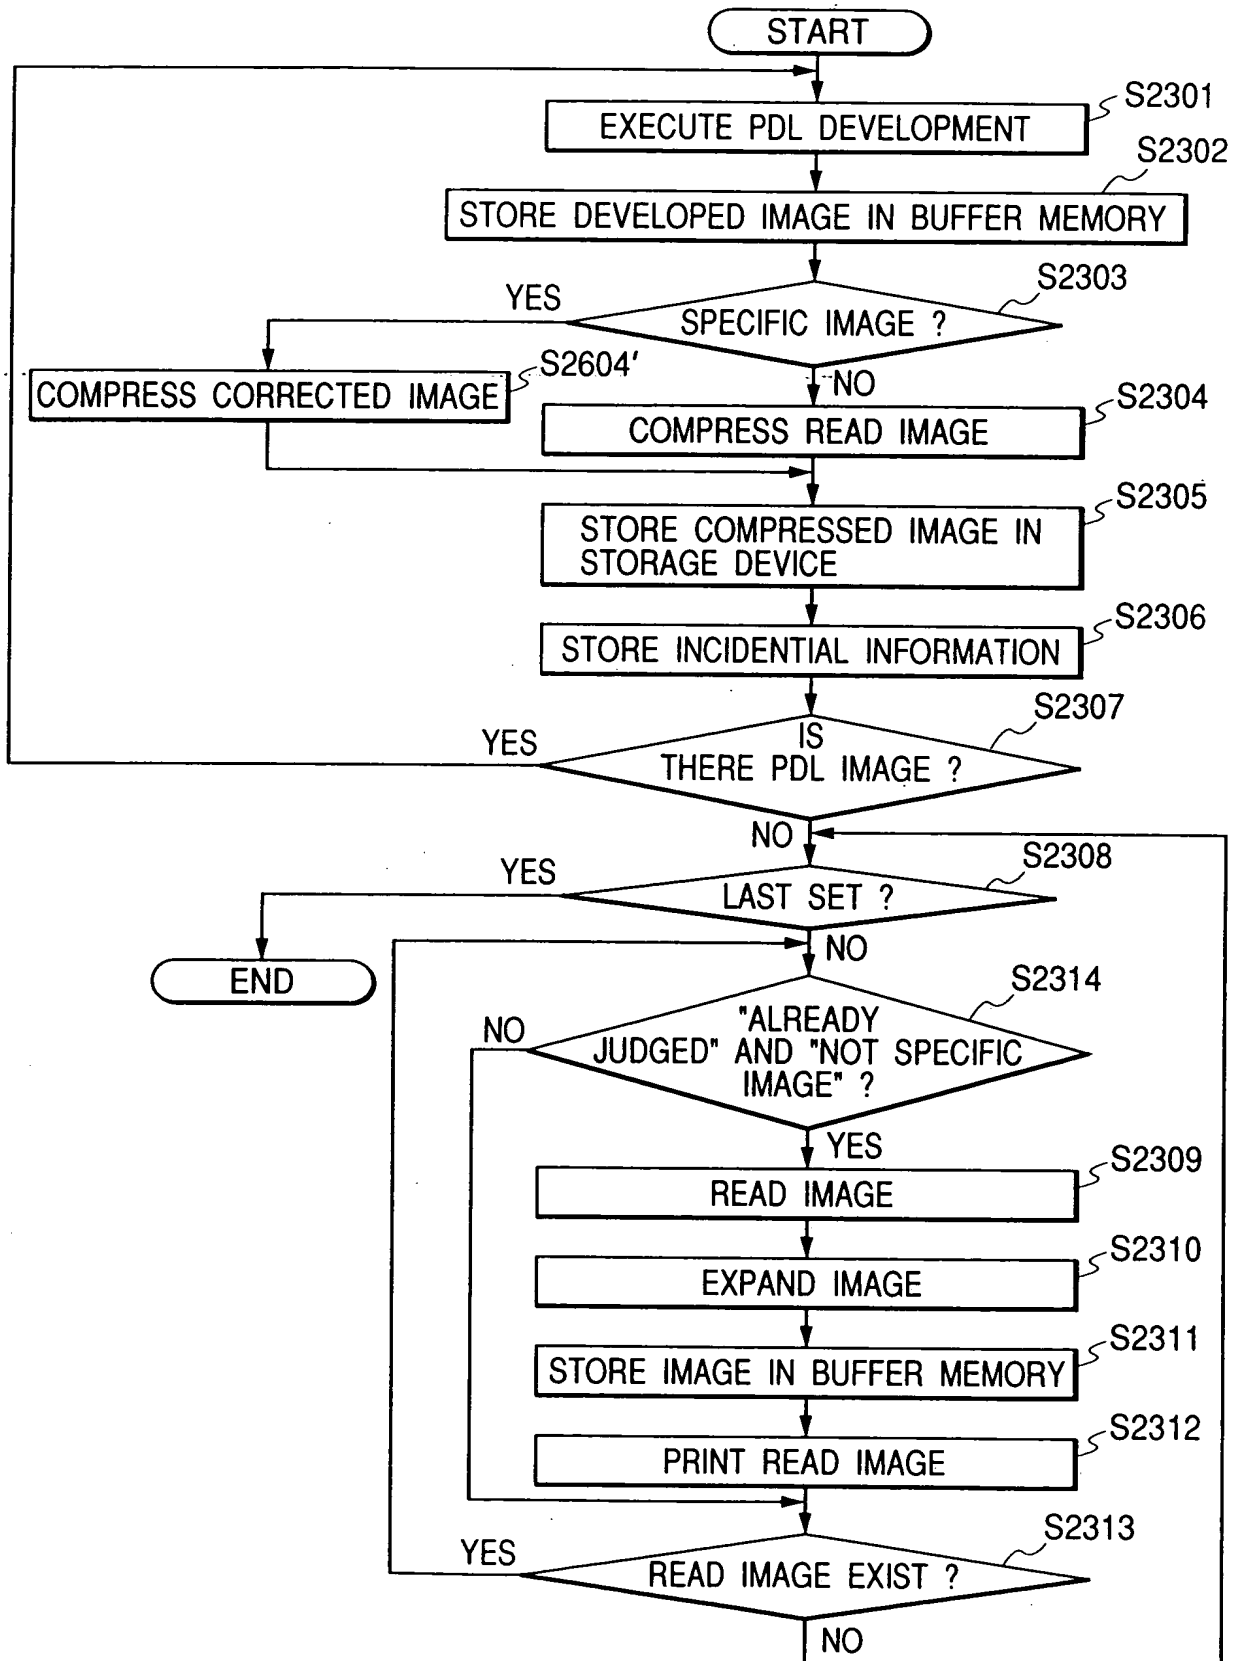 START
S2301
EXECUTE PDL DEVELOPMENT
S2302
STORE DEVELOPED IMAGE IN BUFFER MEMORY
S2303
YES
SPECIFIC IMAGE ?
S2604'
NO
COMPRESS CORRECTED IMAGE
S2304
COMPRESS READ IMAGE
S2305
STORE COMPRESSED IMAGE IN
STORAGE DEVICE
S2306
STORE INCIDENTIAL INFORMATION
S2307
YES
IS
THERE PDL IMAGE ?
NO
S2308
YES
LAST SET ?
NO
END
S2314
NO
"ALREADY
JUDGED" AND "NOT SPECIFIC
IMAGE" ?
YES
S2309
READ IMAGE
S2310
EXPAND IMAGE
S2311
STORE IMAGE IN BUFFER MEMORY
S2312
PRINT READ IMAGE
S2313
YES
READ IMAGE EXIST ?
NO